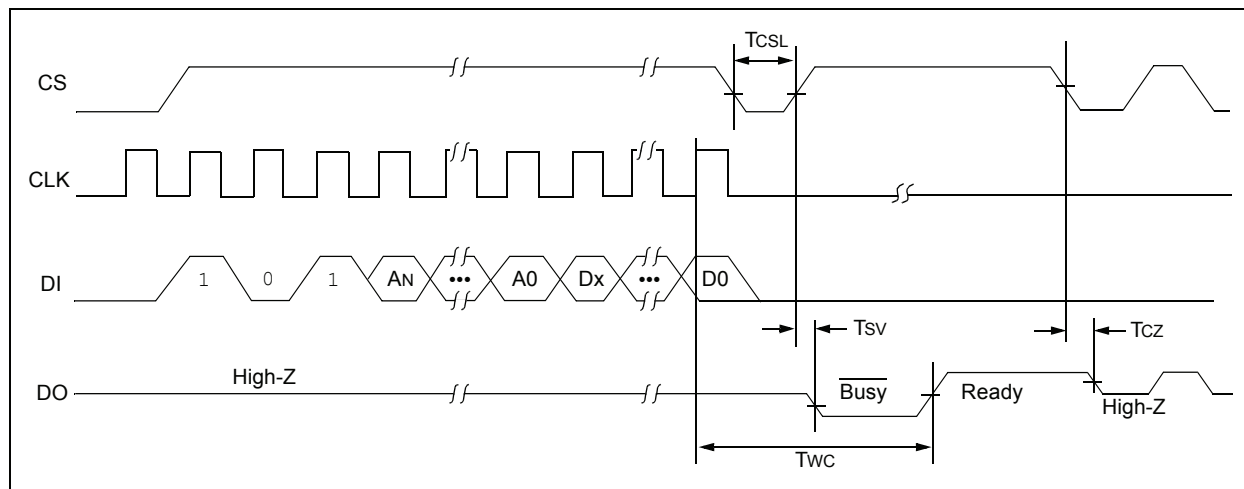 TCSL
CS
CLK
DI
1 0 1 AN ••• A0 Dx ••• D0
TSV
TCZ
High-Z
DO
Busy
Ready
High-Z
TWC